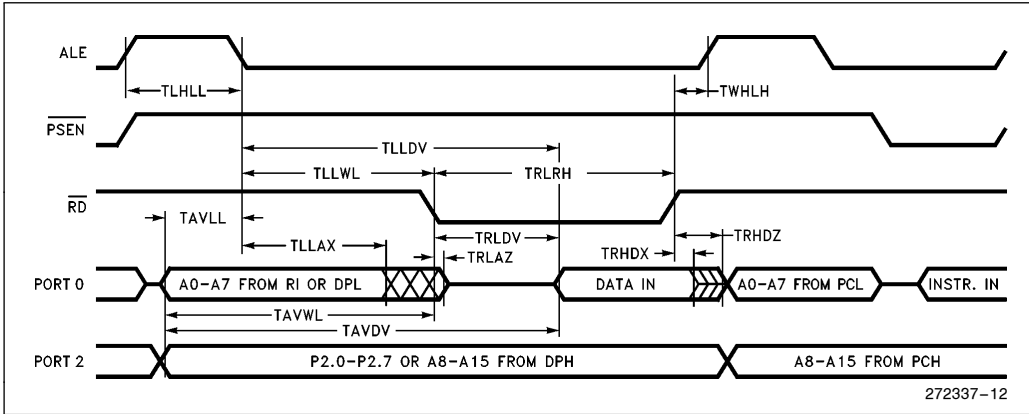 ALE
TLHLL
TWHLH
PSEN
TLLDV
TLLWL
TRLRH
RD
TAVLL
TRLDV
TRHDZ
TLLAX
TRLAZ
TRHDX
PORT 0
A0–A7 FROM RI OR DPL
DATA IN
A0–A7 FROM PCL
INSTR. IN
TAVWL
TAVDV
PORT 2
P2.0–P2.7 OR A8–A15 FROM DPH
A8–A15 FROM PCH
272337–12